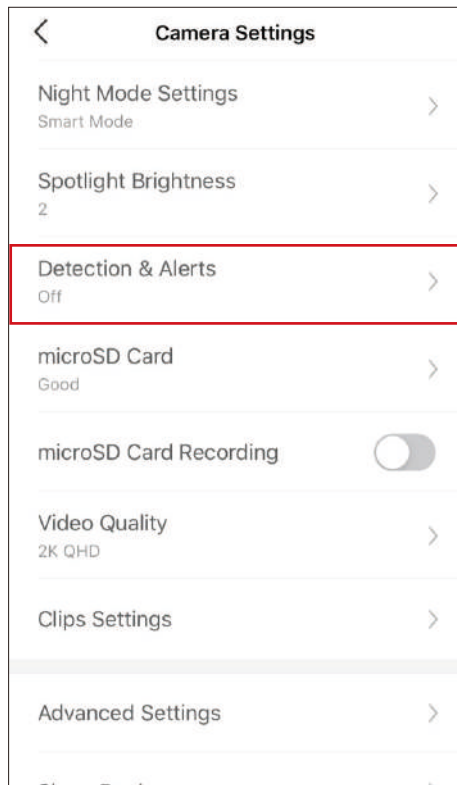 Camera Settings
Night Mode Settings
Smart Mode
Spotlight Brightness
2
Detection & Alerts
Off
microSD Card
Good
microSD Card Recording
Video Quality
2K QHD
Clips Settings
Advanced Settings